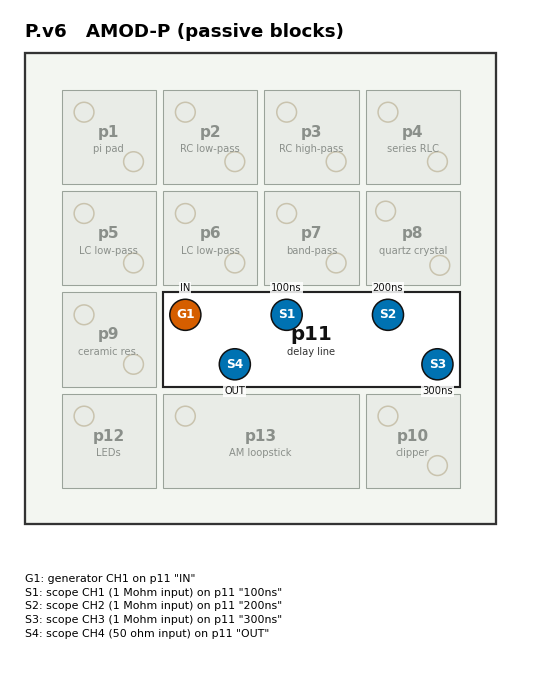 P.v6 AMOD-P (passive blocks)
p1
pi pad
p2
RC low-pass
p3
RC high-pass
p4
series RLC
p5
LC low-pass
p6
LC low-pass
p7
band-pass
p8
quartz crystal
p9
ceramic res.
IN
100ns
200ns
G1
S1
S2
p11
delay line
S4
S3
OUT
300ns
p12
LEDs
p13
AM loopstick
p10
clipper
G1: generator CH1 on p11 "IN"
S1: scope CH1 (1 Mohm input) on p11 "100ns"
S2: scope CH2 (1 Mohm input) on p11 "200ns"
S3: scope CH3 (1 Mohm input) on p11 "300ns"
S4: scope CH4 (50 ohm input) on p11 "OUT"